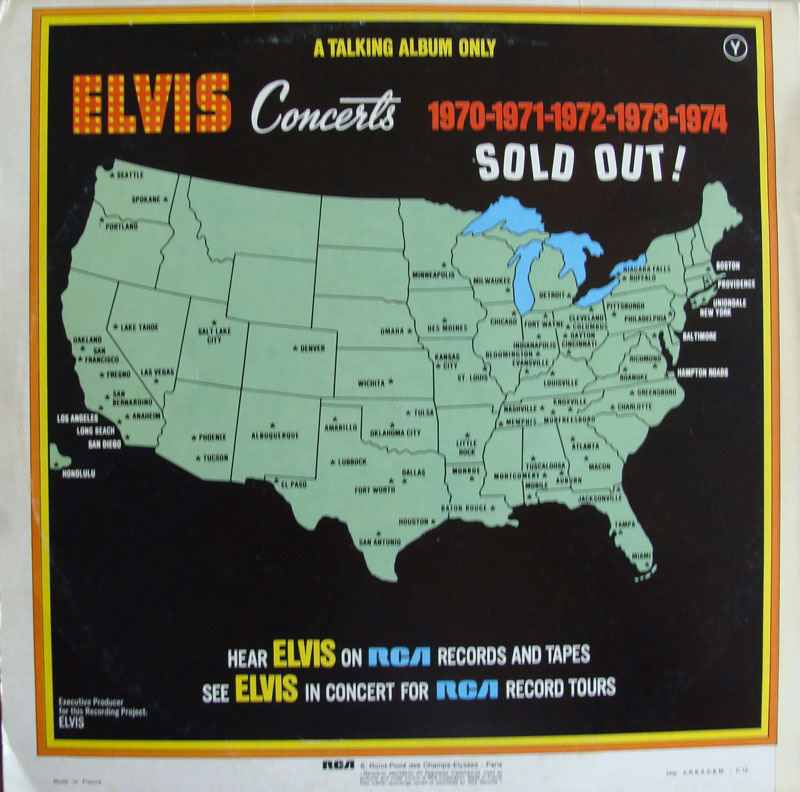 A TALKING ALBUM ONLY
Y
ELVIS Concerts 1970-1971-1972-1973-1974
SOLD OUT!
SEATTLE
SPOKANE
PORTLAND
MINNEAPOLIS
MILWAUKEE
DETROIT
NIAGARA FALLS
BUFFALO
BOSTON
PROVIDENCE
UNIONDALE
NEW YORK
PITTSBURGH
PHILADELPHIA
BALTIMORE
LAKE TAHOE
SALT LAKE
CITY
DENVER
OMAHA
DES MOINES
CHICAGO
FORT WAYNE
CLEVELAND
COLUMBUS
DAYTON
CINCINNATI
INDIANAPOLIS
BLOOMINGTON
EVANSVILLE
OAKLAND
SAN
FRANCISCO
FRESNO
LAS VEGAS
KANSAS
CITY
ST. LOUIS
LOUISVILLE
RICHMOND
ROANOKE
HAMPTON ROADS
WICHITA
SAN
BERNARDINO
ANAHEIM
LOS ANGELES
LONG BEACH
SAN DIEGO
HONOLULU
PHOENIX
TUCSON
ALBUQUERQUE
AMARILLO
TULSA
OKLAHOMA CITY
LITTLE
ROCK
NASHVILLE
MEMPHIS
KNOXVILLE
MURFREESBORO
GREENSBORO
CHARLOTTE
ATLANTA
MACON
LUBBOCK
DALLAS
FORT WORTH
EL PASO
MONROE
MONTGOMERY
TUSCALOOSA
AUBURN
MOBILE
JACKSONVILLE
BATON ROUGE
HOUSTON
SAN ANTONIO
TAMPA
MIAMI
HEAR ELVIS ON RCA RECORDS AND TAPES
SEE ELVIS IN CONCERT FOR RCA RECORD TOURS
Executive Producer
for this Recording Project:
ELVIS
RCA 6, Rond-Point des Champs-Elysées - Paris
Made in France